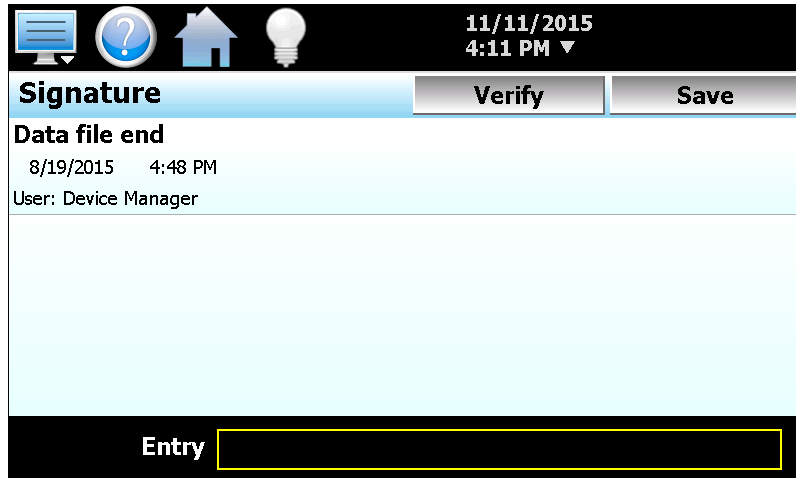 11/11/2015
4:11 PM ▼
Signature
Verify
Save
Data file end
8/19/2015 4:48 PM
User: Device Manager
Entry